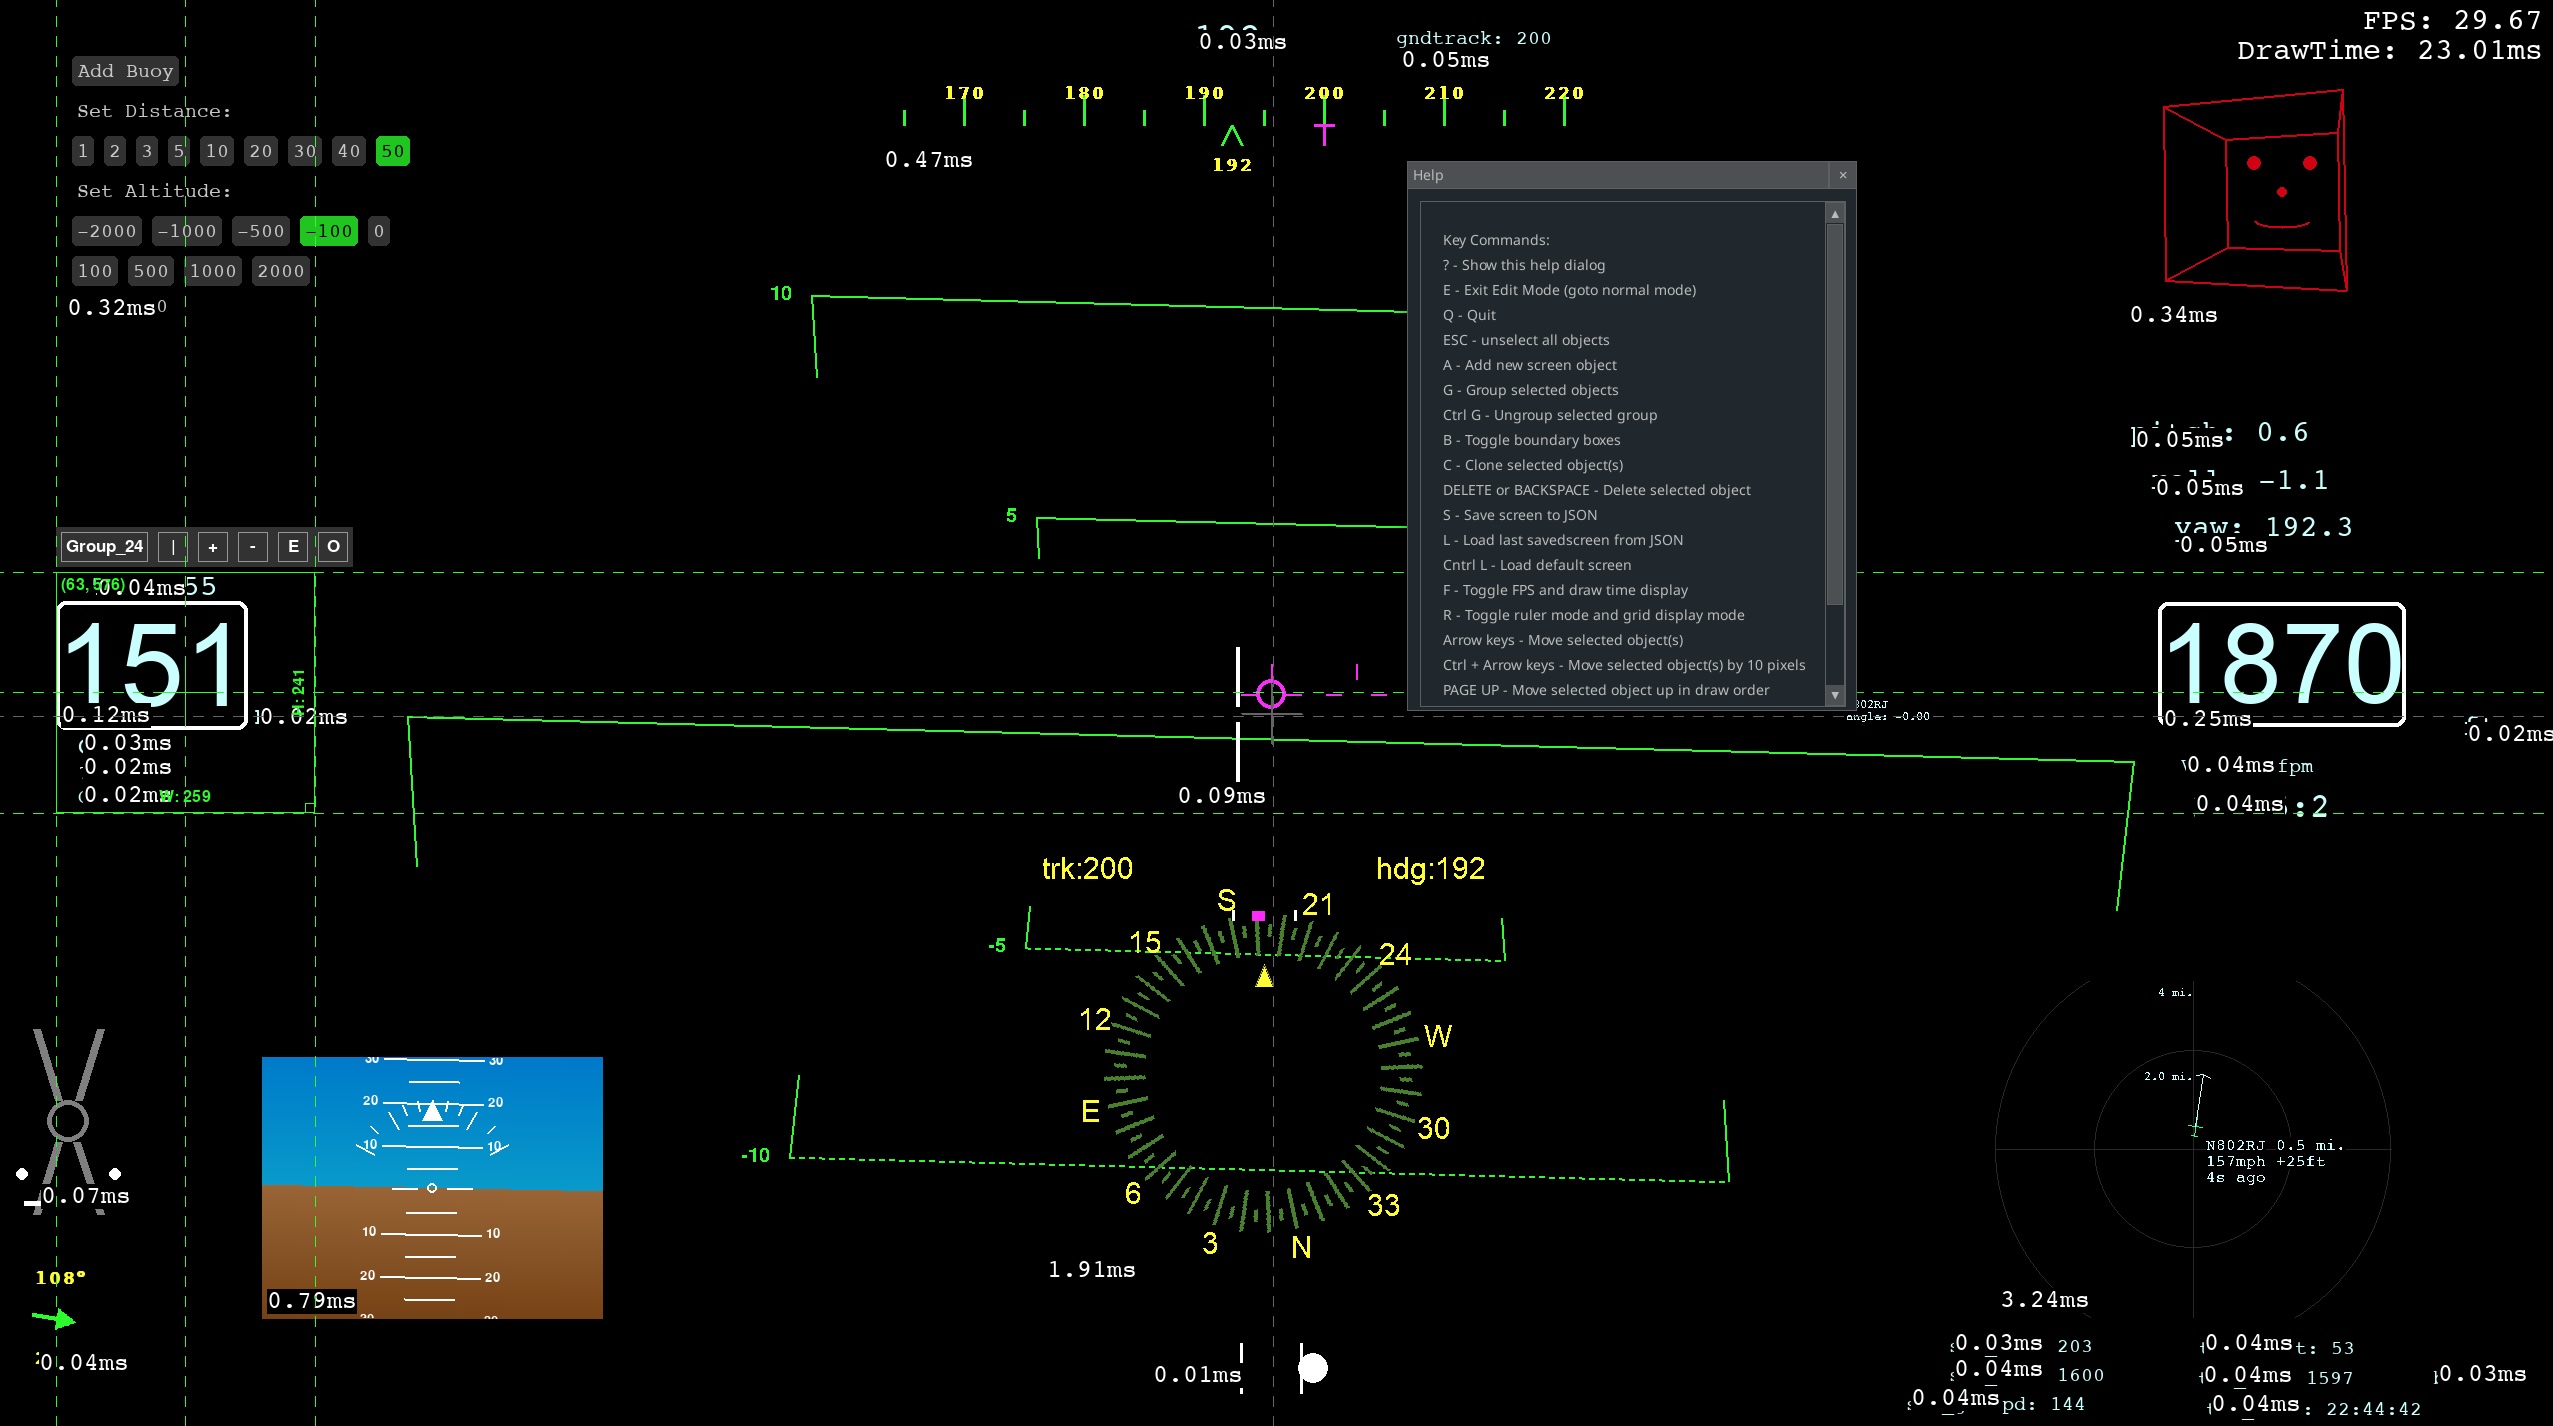 FPS: 29.67
DrawTime: 23.01ms
0.03ms
gndtrack: 200
0.05ms
Add Buoy
Set Distance:
1 2 3 5 10 20 30 40 50
Set Altitude:
-2000 -1000 -500 -100 0
100 500 1000 2000
0.32ms
170 180 190 200 210 220
192
0.47ms
Help ×
Key Commands:
? - Show this help dialog
E - Exit Edit Mode (goto normal mode)
Q - Quit
ESC - unselect all objects
A - Add new screen object
G - Group selected objects
Ctrl G - Ungroup selected group
B - Toggle boundary boxes
C - Clone selected object(s)
DELETE or BACKSPACE - Delete selected object
S - Save screen to JSON
L - Load last savedscreen from JSON
Cntrl L - Load default screen
F - Toggle FPS and draw time display
R - Toggle ruler mode and grid display mode
Arrow keys - Move selected object(s)
Ctrl + Arrow keys - Move selected object(s) by 10 pixels
PAGE UP - Move selected object up in draw order
0.34ms
0.05ms : 0.6
0.05ms -1.1
yaw: 192.3
0.05ms
10
5
Group_24 | + - E O
(63, 576)
0.04ms 55
151
H: 241
0.12ms
0.02ms
0.03ms
0.02ms
0.02ms
W: 259
0.09ms
angle: -0.00
1870
0.25ms
0.02ms
0.04ms fpm
0.04ms :2
trk:200 hdg:192
-5
-10
S 21 24 W 30 33 N 3 6 E 12 15
1.91ms
0.07ms
108°
0.04ms
30 30
20 20
10 10
10 10
20 20
0.79ms
4 mi.
2.0 mi.
N802RJ 0.5 mi.
157mph +25ft
4s ago
3.24ms
0.01ms
0.03ms 203
0.04ms 1600
0.04ms pd: 144
0.04ms t: 53
0.04ms 1597
0.04ms : 22:44:42
0.03ms